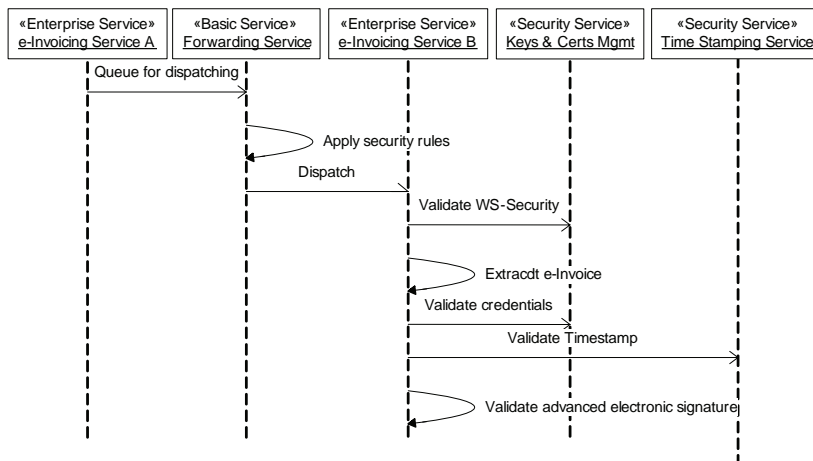 «Enterprise Service»
e-Invoicing Service A
«Basic Service»
Forwarding Service
«Enterprise Service»
e-Invoicing Service B
«Security Service»
Keys & Certs Mgmt
«Security Service»
Time Stamping Service
Queue for dispatching
Apply security rules
Dispatch
Validate WS-Security
Extracdt e-Invoice
Validate credentials
Validate Timestamp
Validate advanced electronic signature